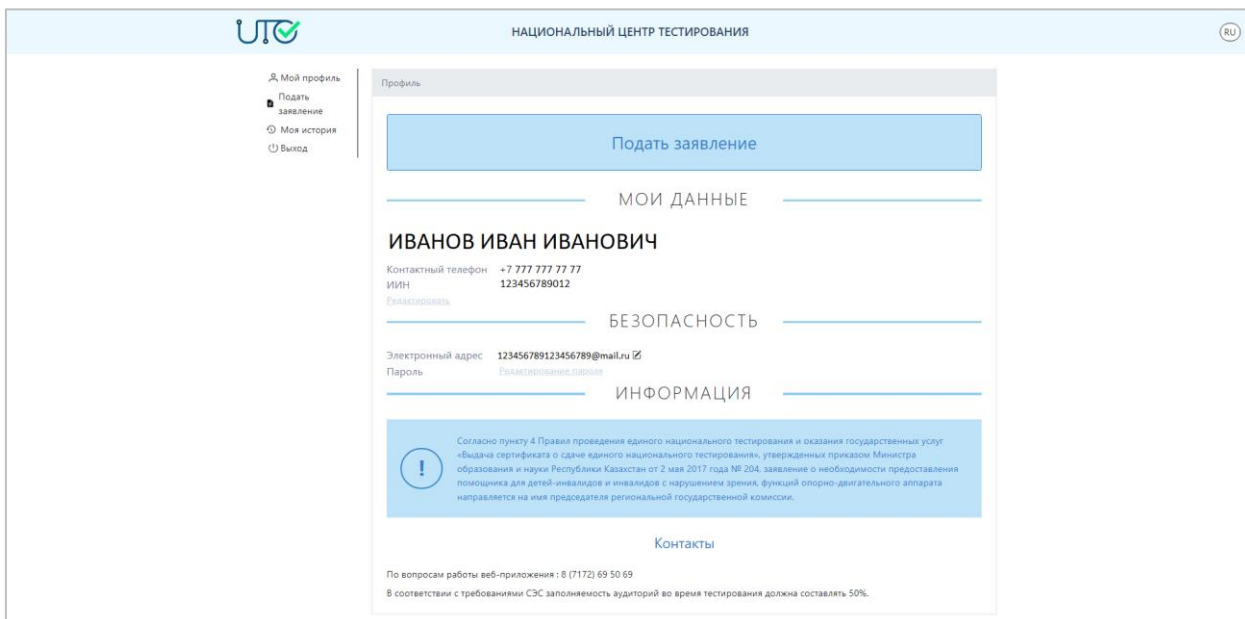 UTO
НАЦИОНАЛЬНЫЙ ЦЕНТР ТЕСТИРОВАНИЯ
RU
Мой профиль
Подать
заявление
Моя история
Выход
Профиль
Подать заявление
МОИ ДАННЫЕ
ИВАНОВ ИВАН ИВАНОВИЧ
Контактный телефон +7 777 777 77 77
ИИН 123456789012
Редактировать
БЕЗОПАСНОСТЬ
Электронный адрес 123456789123456789@mail.ru
Пароль Редактирование пароля
ИНФОРМАЦИЯ
Согласно пункту 4 Правил проведения единого национального тестирования и оказания государственных услуг
«Выдача сертификата о сдаче единого национального тестирования», утвержденных приказом Министра
образования и науки Республики Казахстан от 2 мая 2017 года № 204, заявление о необходимости предоставления
помощника для детей-инвалидов и инвалидов с нарушением зрения, функций опорно-двигательного аппарата
направляется на имя председателя региональной государственной комиссии.
Контакты
По вопросам работы веб-приложения : 8 (7172) 69 50 69
В соответствии с требованиями СЭС заполняемость аудиторий во время тестирования должна составлять 50%.